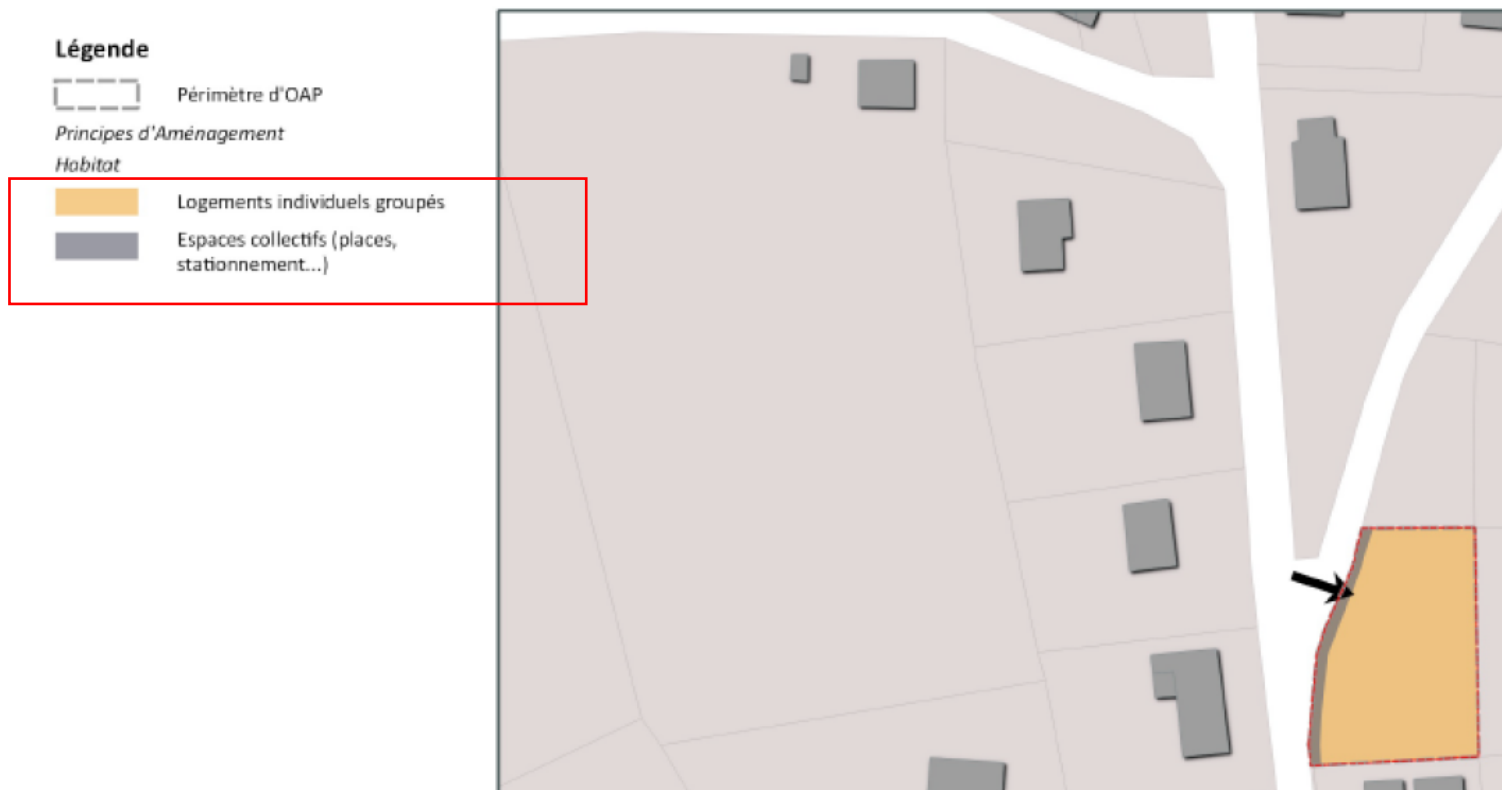 Légende
Périmètre d'OAP
Principes d'Aménagement
Habitat
Logements individuels groupés
Espaces collectifs (places,
stationnement...)